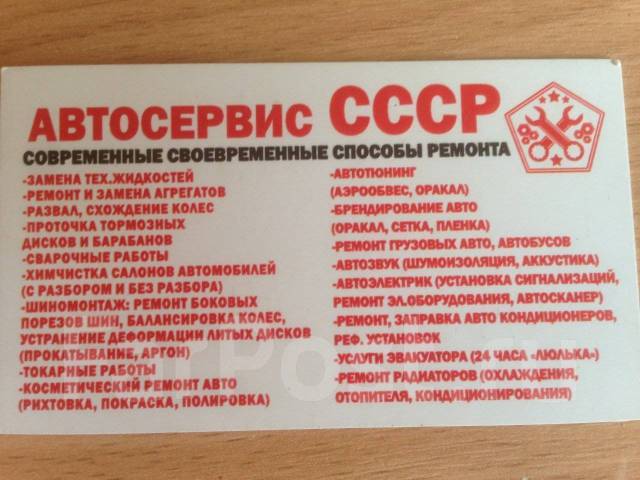 АВТОСЕРВИС СССР
СОВРЕМЕННЫЕ СВОЕВРЕМЕННЫЕ СПОСОБЫ РЕМОНТА
-ЗАМЕНА ТЕХ.ЖИДКОСТЕЙ
-РЕМОНТ И ЗАМЕНА АГРЕГАТОВ
-РАЗВАЛ, СХОЖДЕНИЕ КОЛЕС
-ПРОТОЧКА ТОРМОЗНЫХ
ДИСКОВ И БАРАБАНОВ
-СВАРОЧНЫЕ РАБОТЫ
-ХИМЧИСТКА САЛОНОВ АВТОМОБИЛЕЙ
(С РАЗБОРОМ И БЕЗ РАЗБОРА)
-ШИНОМОНТАЖ: РЕМОНТ БОКОВЫХ
ПОРЕЗОВ ШИН, БАЛАНСИРОВКА КОЛЕС,
УСТРАНЕНИЕ ДЕФОРМАЦИИ ЛИТЫХ ДИСКОВ
(ПРОКАТЫВАНИЕ, АРГОН)
-ТОКАРНЫЕ РАБОТЫ
-КОСМЕТИЧЕСКИЙ РЕМОНТ АВТО
(РИХТОВКА, ПОКРАСКА, ПОЛИРОВКА)
-АВТОТЮНИНГ
(АЭРООБВЕС, ОРАКАЛ)
-БРЕНДИРОВАНИЕ АВТО
(ОРАКАЛ, СЕТКА, ПЛЕНКА)
-РЕМОНТ ГРУЗОВЫХ АВТО, АВТОБУСОВ
-АВТОЗВУК (ШУМОИЗОЛЯЦИЯ, АККУСТИКА)
-АВТОЭЛЕКТРИК (УСТАНОВКА СИГНАЛИЗАЦИЙ,
РЕМОНТ ЭЛ.ОБОРУДОВАНИЯ, АВТОСКАНЕР)
-РЕМОНТ, ЗАПРАВКА АВТО КОНДИЦИОНЕРОВ,
РЕФ. УСТАНОВОК
-УСЛУГИ ЭВАКУАТОРА (24 ЧАСА «ЛЮЛЬКА»)
-РЕМОНТ РАДИАТОРОВ (ОХЛАЖДЕНИЯ,
ОТОПИТЕЛЯ, КОНДИЦИОНИРОВАНИЯ)